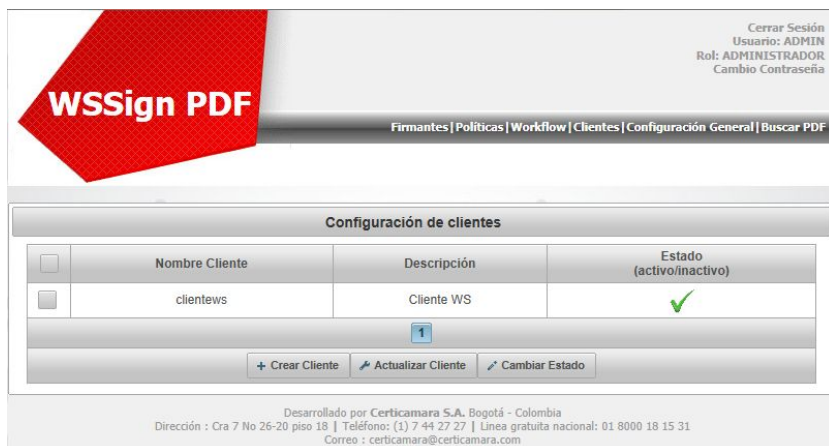 Cerrar Sesión
Usuario: ADMIN
Rol: ADMINISTRADOR
Cambio Contraseña
WSSign PDF
Firmantes|Políticas|Workflow|Clientes|Configuración General|Buscar PDF
Configuración de clientes
Nombre Cliente Descripción Estado
(activo/inactivo)
clientews Cliente WS
1
+ Crear Cliente Actualizar Cliente Cambiar Estado
Desarrollado por Certicamara S.A. Bogotá - Colombia
Dirección : Cra 7 No 26-20 piso 18 | Teléfono: (1) 7 44 27 27 | Linea gratuita nacional: 01 8000 18 15 31
Correo : certicamara@certicamara.com